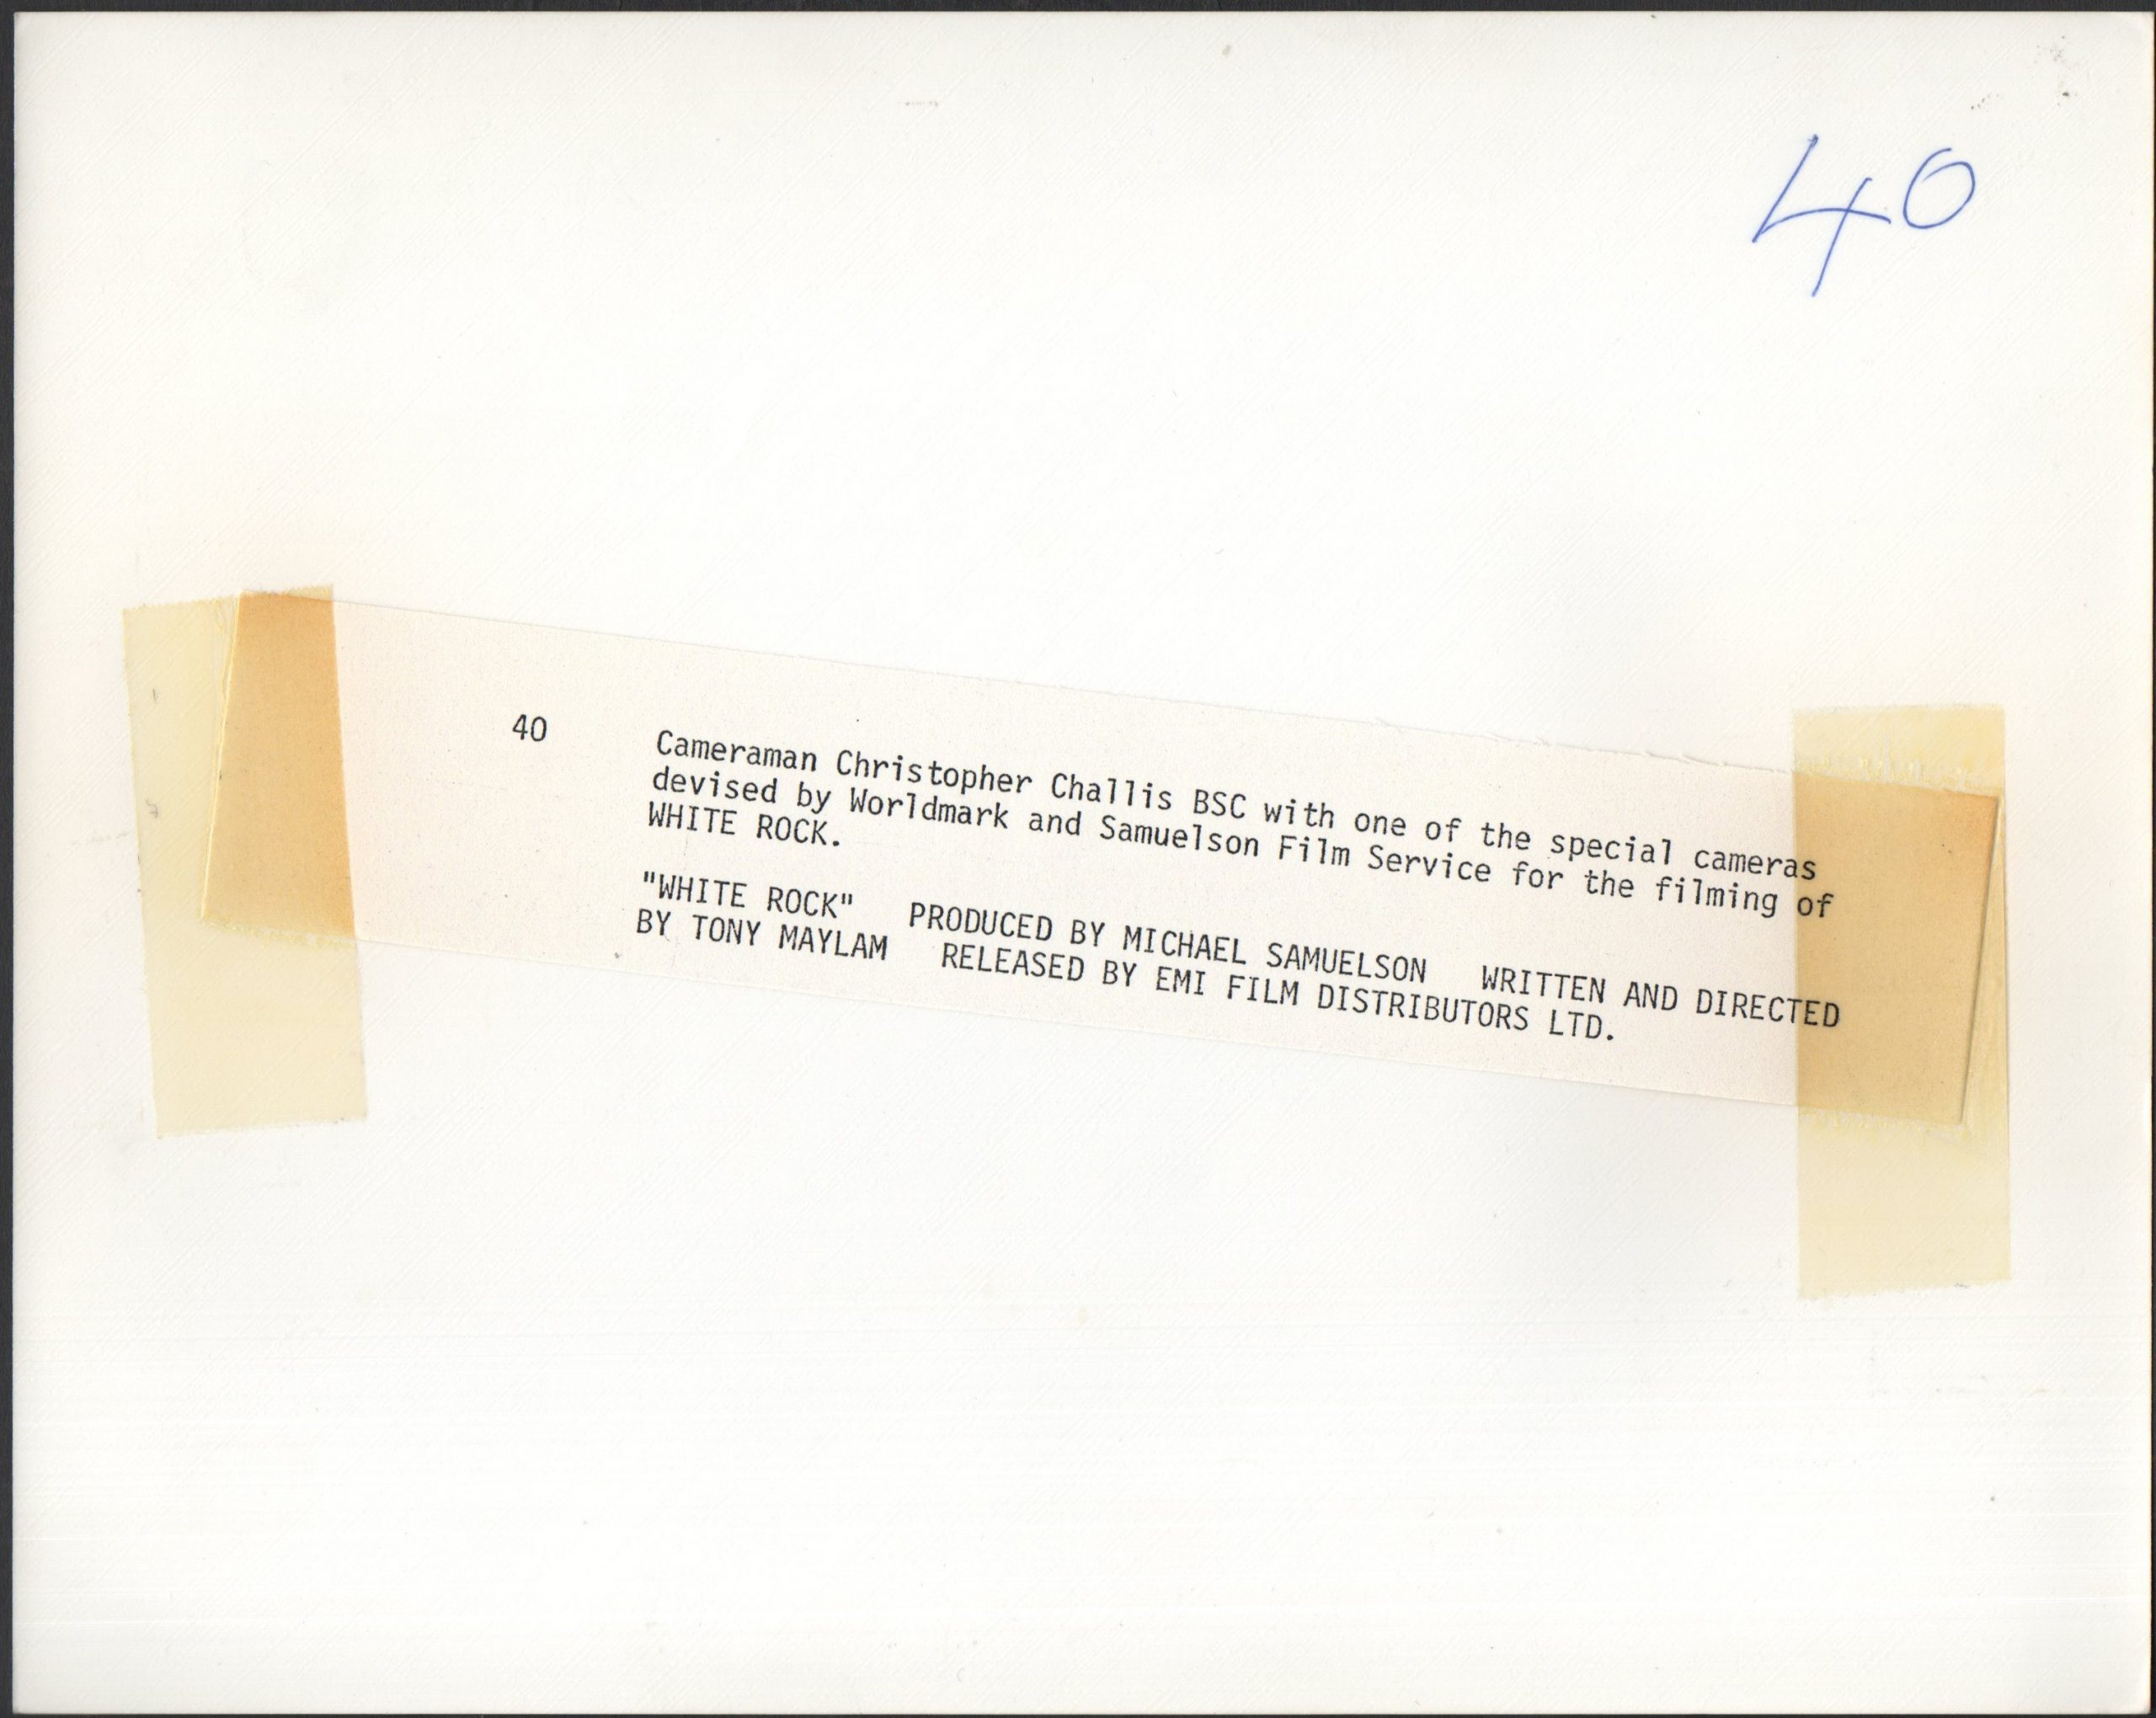 40
40 Cameraman Christopher Challis BSC with one of the special cameras
devised by Worldmark and Samuelson Film Service for the filming of
WHITE ROCK.
"WHITE ROCK" PRODUCED BY MICHAEL SAMUELSON WRITTEN AND DIRECTED
BY TONY MAYLAM RELEASED BY EMI FILM DISTRIBUTORS LTD.